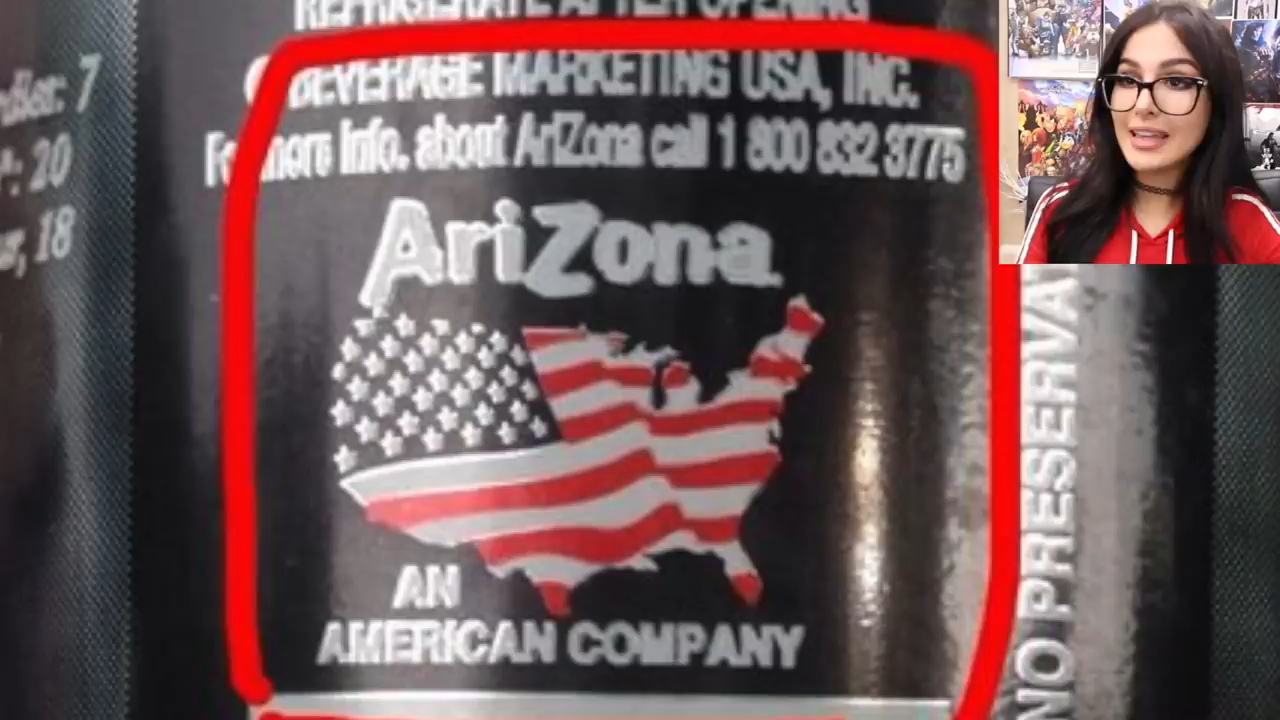 REFRIGERATE AFTER OPENING
BEVERAGE MARKETING USA, INC.
For more info. about AriZona call 1 800 832 3775
AriZona
AN
AMERICAN COMPANY
7
20
18
NO